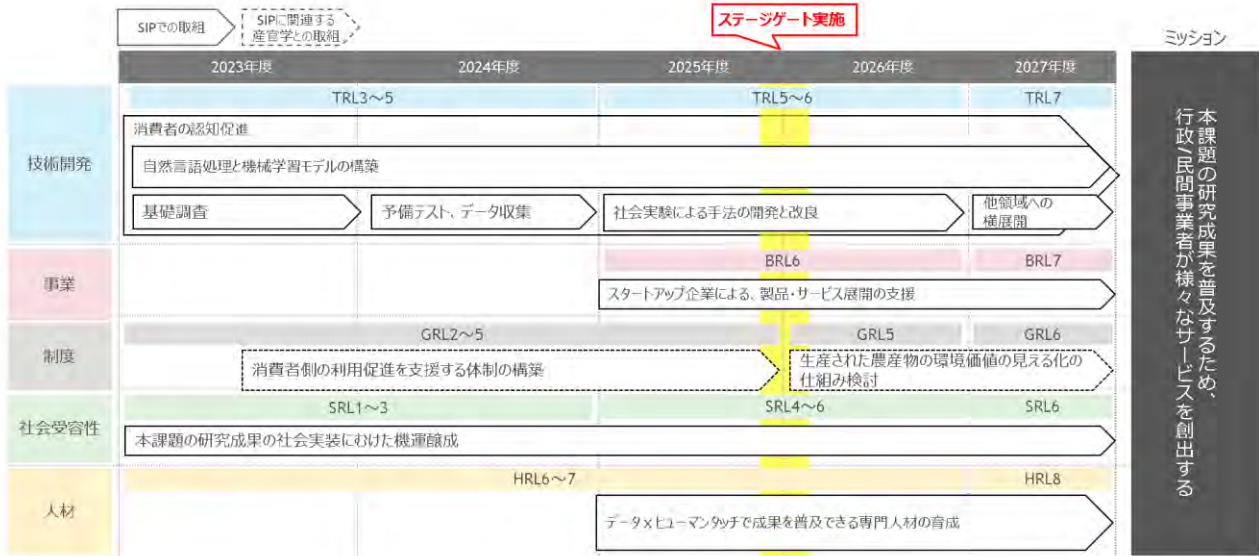 SIPでの取組
SIPに関連する
産官学との取組
ステージゲート実施
ミッション
2023年度
2024年度
2025年度
2026年度
2027年度
技術開発
TRL3～5
TRL5～6
TRL7
消費者の認知促進
自然言語処理と機械学習モデルの構築
基礎調査
予備テスト、データ収集
社会実験による手法の開発と改良
他領域への
横展開
事業
BRL6
BRL7
スタートアップ企業による、製品・サービス展開の支援
制度
GRL2～5
GRL5
GRL6
消費者側の利用促進を支援する体制の構築
生産された農産物の環境価値の見える化の
仕組み検討
社会受容性
SRL1～3
SRL4～6
SRL6
本課題の研究成果の社会実装にむけた機運醸成
人材
HRL6～7
HRL8
データ×ヒューマンタッチで成果を普及できる専門人材の育成
本課題の研究成果を普及するため、
行政/民間事業者が様々なサービスを創出する